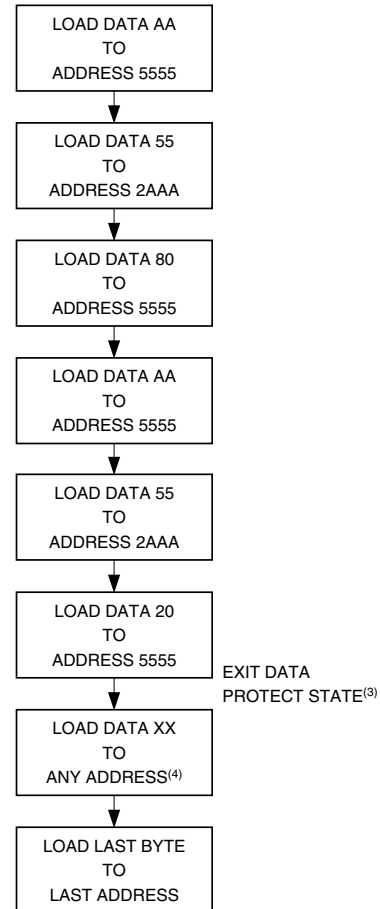 LOAD DATA AA
TO
ADDRESS 5555
LOAD DATA 55
TO
ADDRESS 2AAA
LOAD DATA 80
TO
ADDRESS 5555
LOAD DATA AA
TO
ADDRESS 5555
LOAD DATA 55
TO
ADDRESS 2AAA
LOAD DATA 20
TO
ADDRESS 5555
EXIT DATA
PROTECT STATE(3)
LOAD DATA XX
TO
ANY ADDRESS(4)
LOAD LAST BYTE
TO
LAST ADDRESS